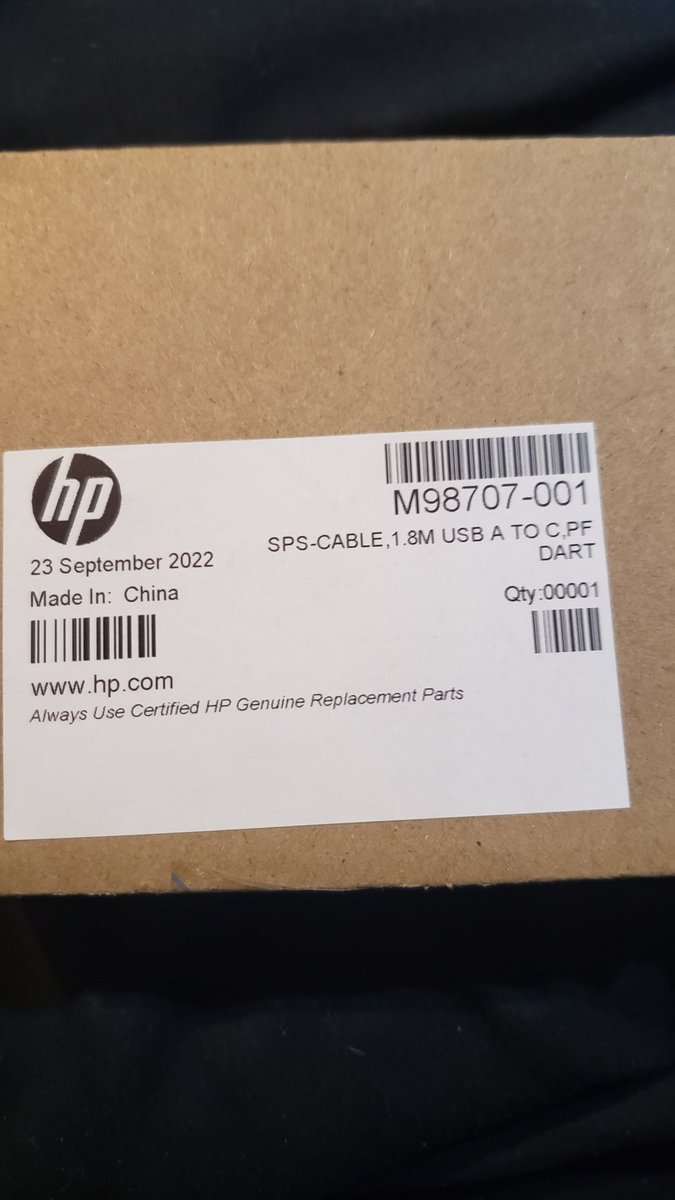 hp
M98707-001
SPS-CABLE,1.8M USB A TO C,PF
DART
23 September 2022
Made In: China
Qty:00001
www.hp.com
Always Use Certified HP Genuine Replacement Parts